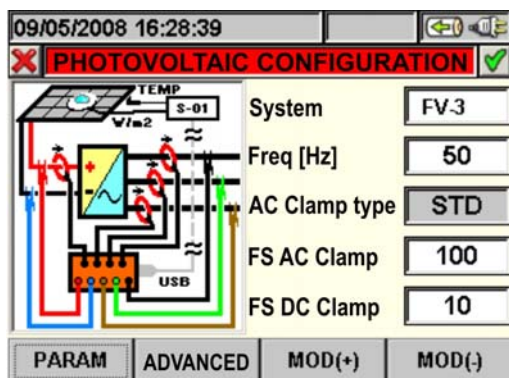 09/05/2008 16:28:39
PHOTOVOLTAIC CONFIGURATION
TEMP
S-01
W/m2
USB
System FV-3
Freq [Hz] 50
AC Clamp type STD
FS AC Clamp 100
FS DC Clamp 10
PARAM ADVANCED MOD(+) MOD(-)